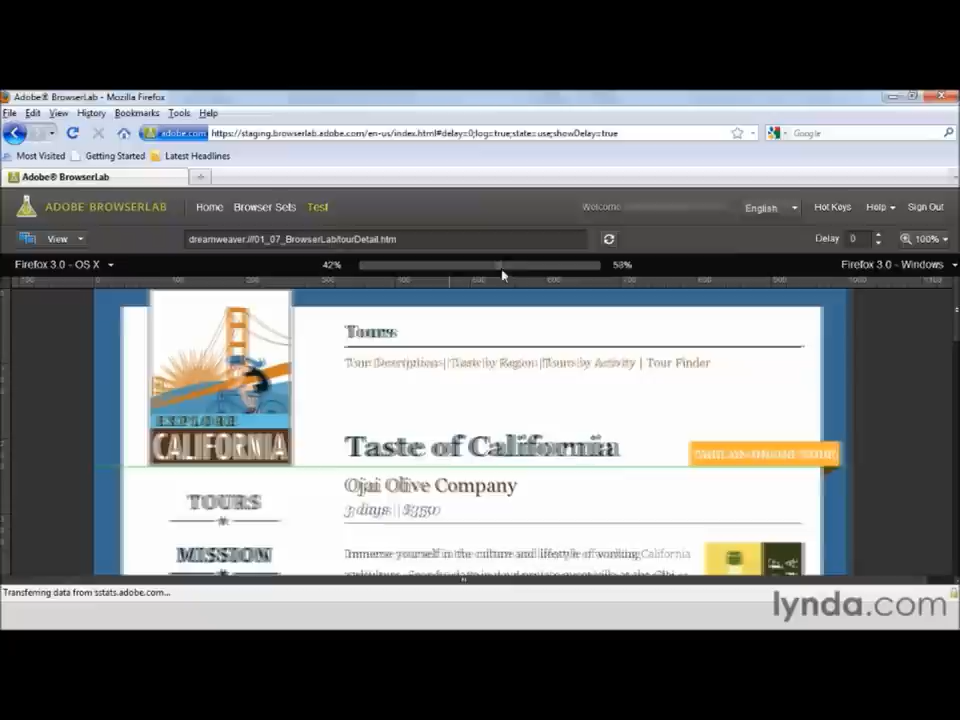 Adobe® BrowserLab - Mozilla Firefox
File Edit View History Bookmarks Tools Help
adobe.com https://staging.browserlab.adobe.com/en-us/index.html#delay=0;log=true;state=use;showDelay=true Google
Most Visited Getting Started Latest Headlines
Adobe® BrowserLab
ADOBE BROWSERLAB Home Browser Sets Test Welcome English Hot Keys Help Sign Out
View dreamweaver:///01_07_BrowserLab/tourDetail.htm Delay 0 100%
Firefox 3.0 - OS X 42% 58% Firefox 3.0 - Windows
Tours
Tour Descriptions | Taste by Region | Tours by Activity | Tour Finder
EXPLORE
CALIFORNIA
Taste of California
Ojai Olive Company
3 days | $350
TOURS
MISSION
Immerse yourself in the culture and lifestyle of working California
Transferring data from sstats.adobe.com...
lynda.com